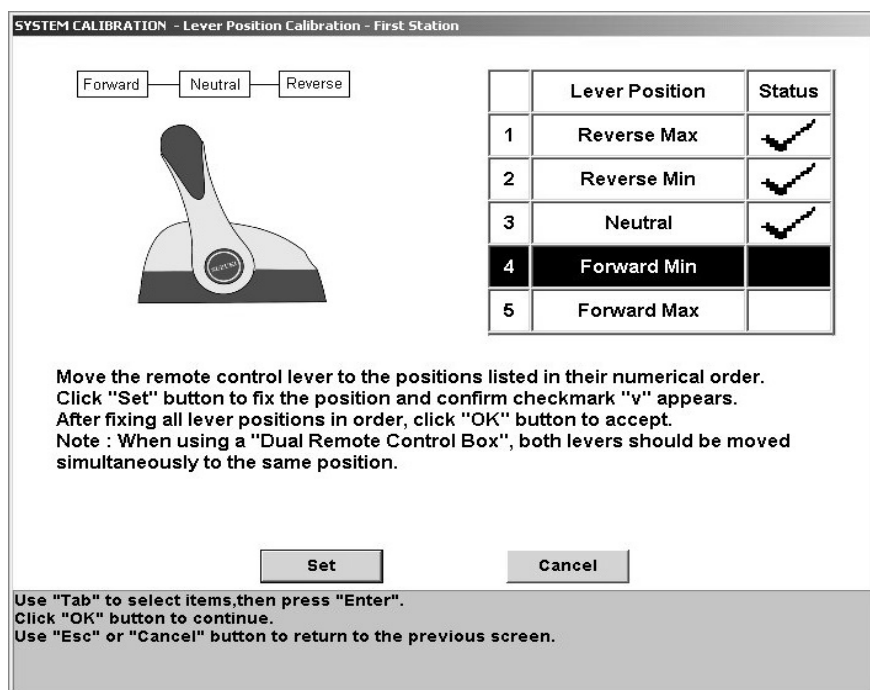 SYSTEM CALIBRATION - Lever Position Calibration - First Station
Forward Neutral Reverse
SUZUKI
Lever Position Status
1 Reverse Max
2 Reverse Min
3 Neutral
4 Forward Min
5 Forward Max
Move the remote control lever to the positions listed in their numerical order.
Click "Set" button to fix the position and confirm checkmark "v" appears.
After fixing all lever positions in order, click "OK" button to accept.
Note : When using a "Dual Remote Control Box", both levers should be moved
simultaneously to the same position.
Set Cancel
Use "Tab" to select items,then press "Enter".
Click "OK" button to continue.
Use "Esc" or "Cancel" button to return to the previous screen.